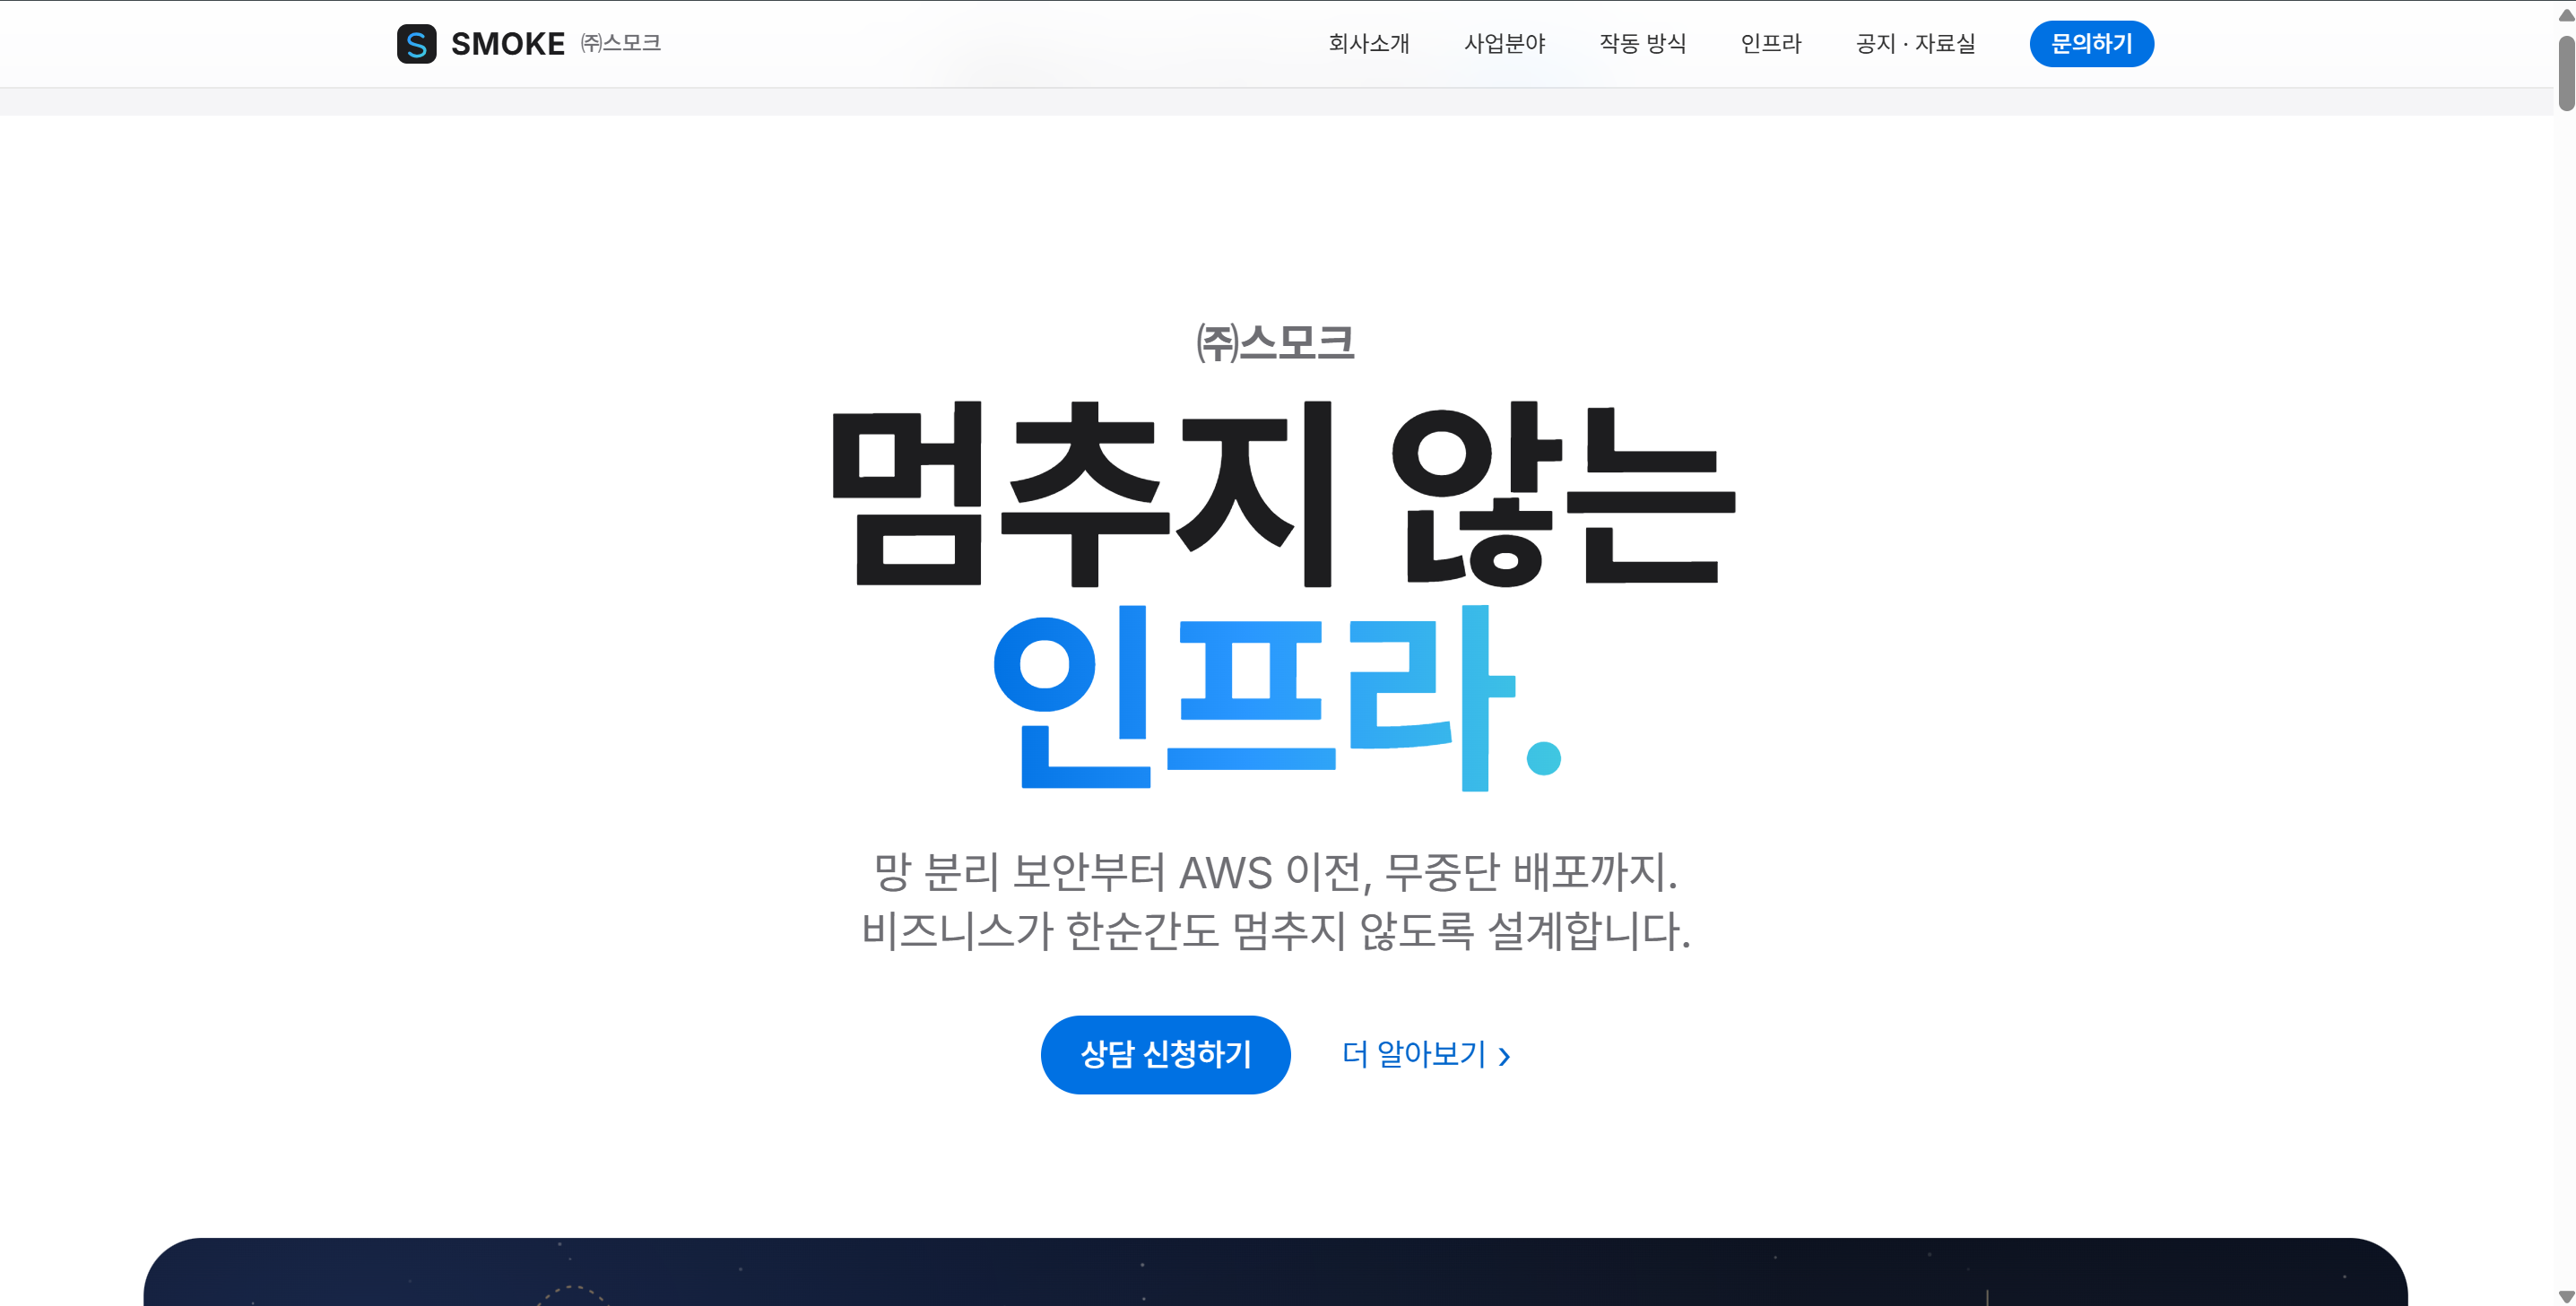 S SMOKE ㈜스모크
회사소개 사업분야 작동 방식 인프라 공지 · 자료실 문의하기
㈜스모크
멈추지 않는
인프라.
망 분리 보안부터 AWS 이전, 무중단 배포까지.
비즈니스가 한순간도 멈추지 않도록 설계합니다.
상담 신청하기 더 알아보기 ›